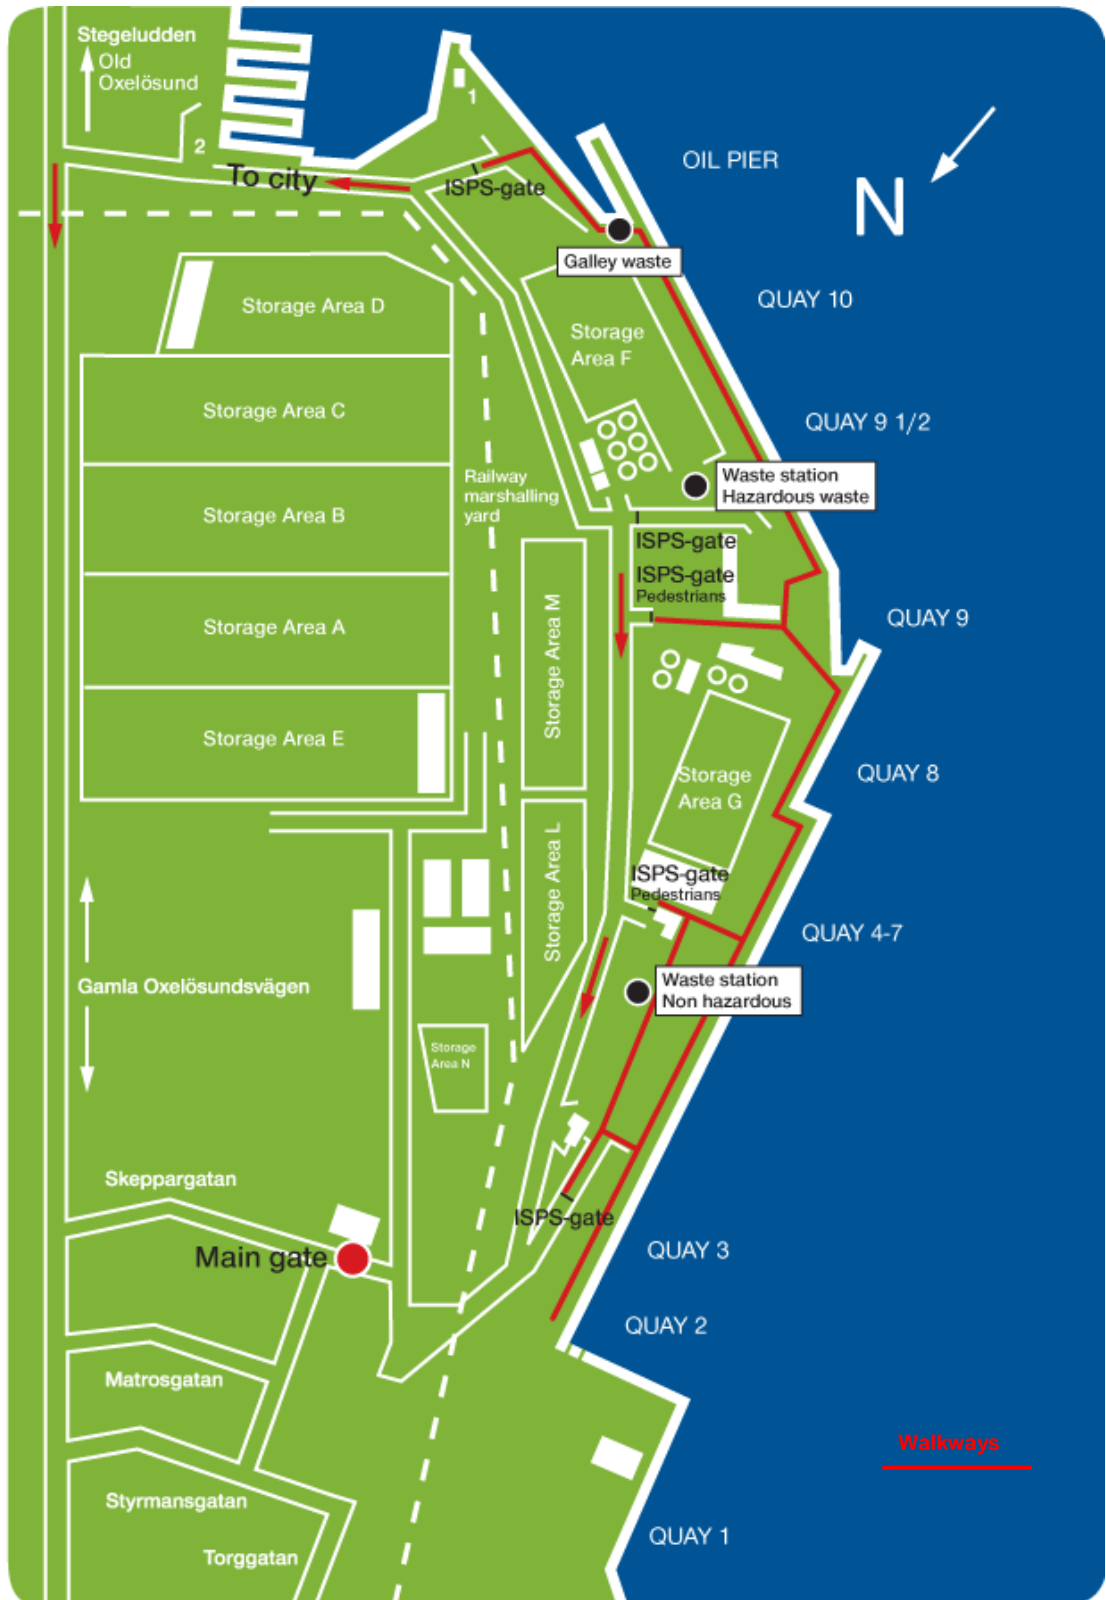 Stegeludden
Old
Oxelösund
1
2
To city
ISPS-gate
OIL PIER
N
Galley waste
QUAY 10
Storage Area D
Storage
Area F
Storage Area C
QUAY 9 1/2
Railway
marshalling
yard
Waste station
Hazardous waste
Storage Area B
ISPS-gate
ISPS-gate
Pedestrians
Storage Area A
Storage Area M
QUAY 9
Storage Area E
Storage
Area G
QUAY 8
Storage Area L
ISPS-gate
Pedestrians
QUAY 4-7
Gamla Oxelösundsvägen
Waste station
Non hazardous
Storage
Area N
Skeppargatan
ISPS-gate
Main gate
QUAY 3
QUAY 2
Matrosgatan
Walkways
Styrmansgatan
QUAY 1
Torggatan